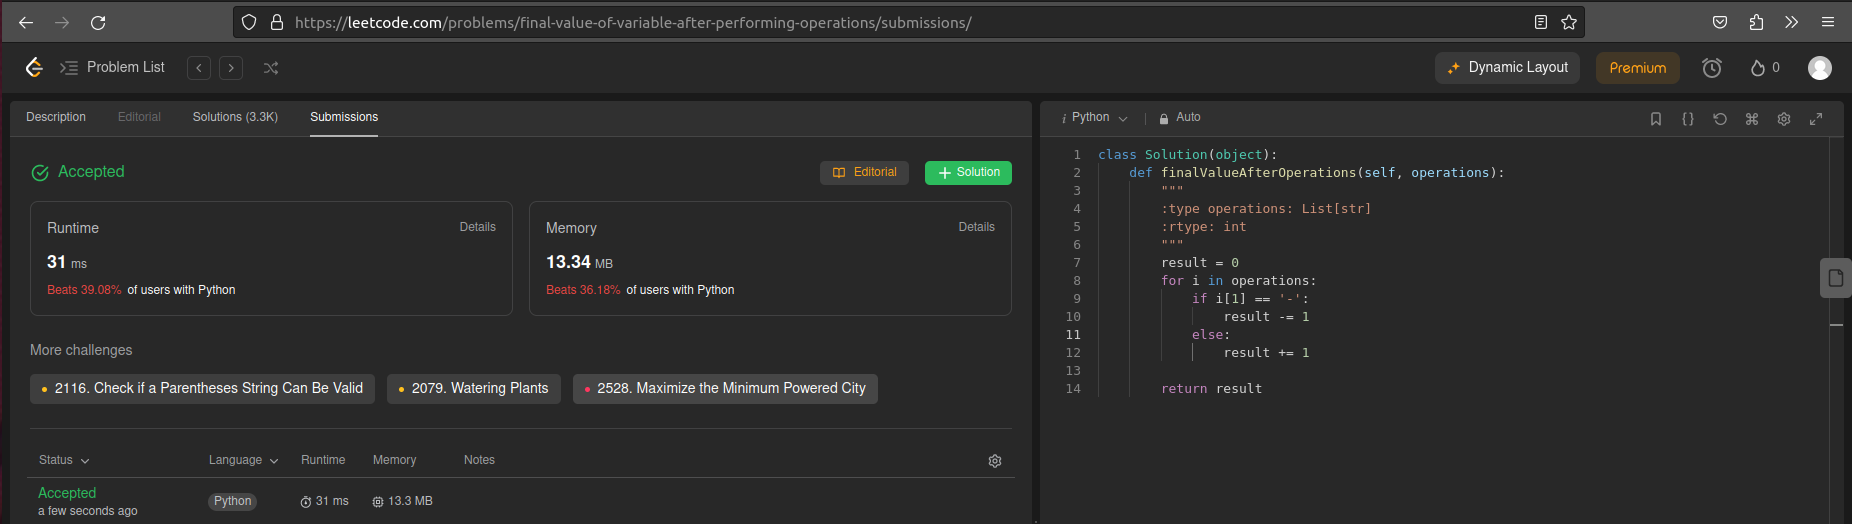 https://leetcode.com/problems/final-value-of-variable-after-performing-operations/submissions/
Problem List
Dynamic Layout
Premium
0
Description Editorial Solutions (3.3K) Submissions
Accepted
Editorial
Solution
Runtime Details
31 ms
Beats 39.08% of users with Python
Memory Details
13.34 MB
Beats 36.18% of users with Python
More challenges
2116. Check if a Parentheses String Can Be Valid
2079. Watering Plants
2528. Maximize the Minimum Powered City
Status Language Runtime Memory Notes
Accepted
a few seconds ago
Python 31 ms 13.3 MB
i Python Auto
1 class Solution(object):
2     def finalValueAfterOperations(self, operations):
3         """
4         :type operations: List[str]
5         :rtype: int
6         """
7         result = 0
8         for i in operations:
9             if i[1] == '-':
10                 result -= 1
11             else:
12                 result += 1
13
14         return result